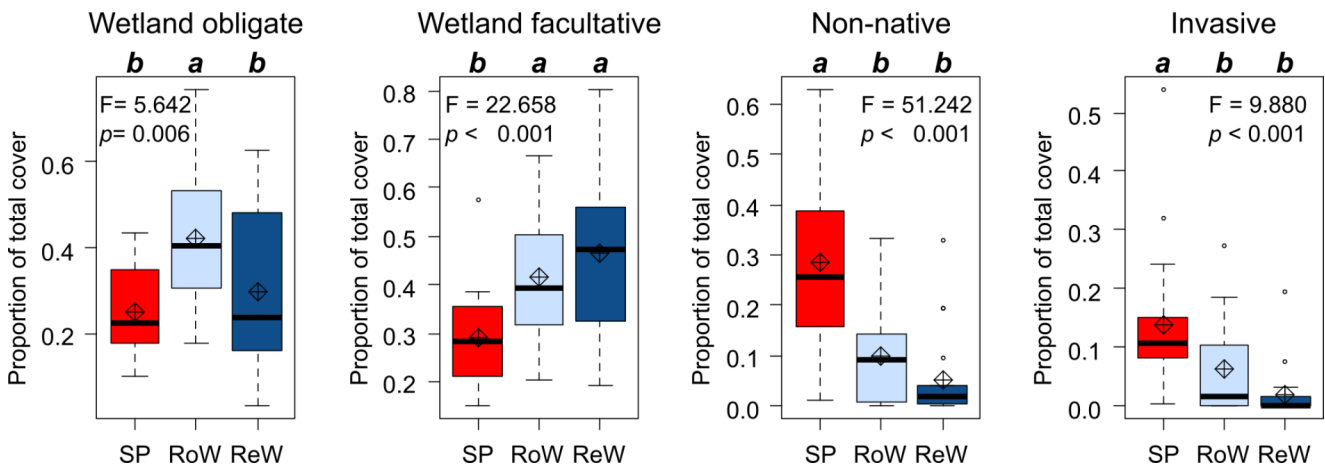 Wetland obligate
b a b
F= 5.642
p= 0.006
Proportion of total cover
0.6
0.4
0.2
SP RoW ReW
Wetland facultative
b a a
F = 22.658
p < 0.001
Proportion of total cover
0.8
0.7
0.6
0.5
0.4
0.3
0.2
SP RoW ReW
Non-native
a b b
F = 51.242
p < 0.001
Proportion of total cover
0.6
0.5
0.4
0.3
0.2
0.1
0.0
SP RoW ReW
Invasive
a b b
F = 9.880
p < 0.001
Proportion of total cover
0.5
0.3
0.2
0.1
0.0
SP RoW ReW